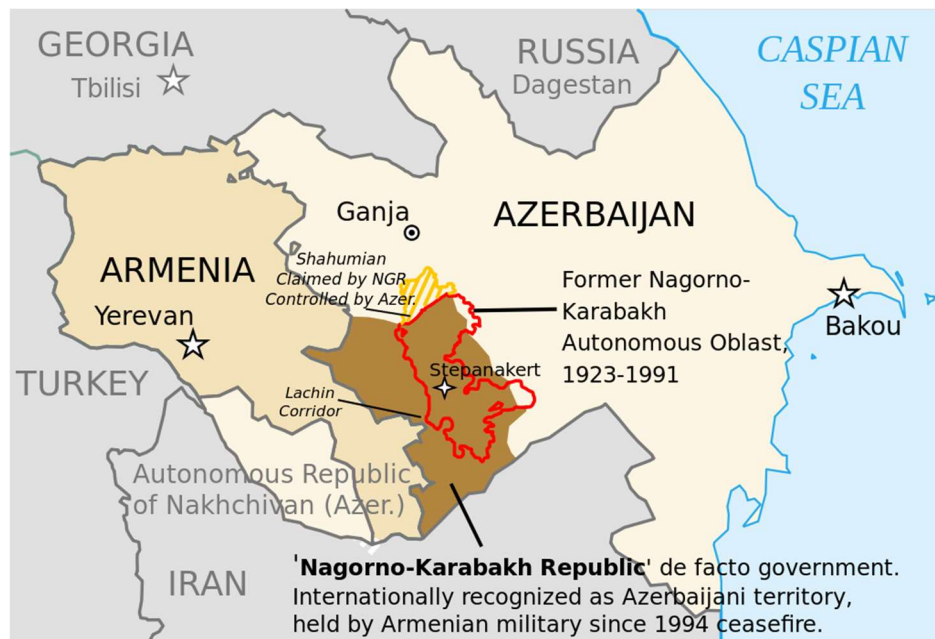 GEORGIA
Tbilisi
RUSSIA
Dagestan
CASPIAN
SEA
Ganja
AZERBAIJAN
Shahumian
Claimed by NGR
Controlled by Azer.
ARMENIA
Yerevan
Former Nagorno-
Karabakh
Autonomous Oblast,
1923-1991
Bakou
TURKEY
Stepanakert
Lachin
Corridor
Autonomous Republic
of Nakhchivan (Azer.)
IRAN
'Nagorno-Karabakh Republic' de facto government.
Internationally recognized as Azerbaijani territory,
held by Armenian military since 1994 ceasefire.